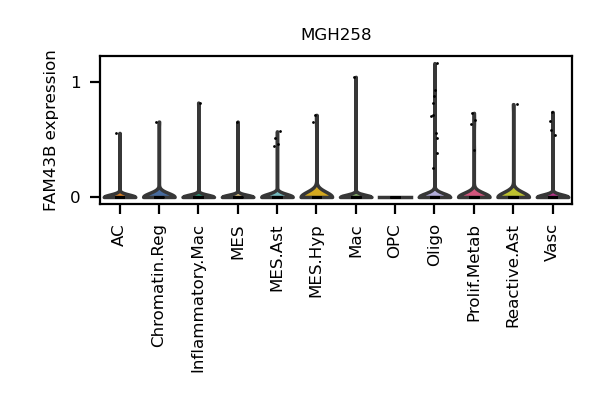 MGH258
FAM43B expression
1
0
AC
Chromatin.Reg
Inflammatory.Mac
MES
MES.Ast
MES.Hyp
Mac
OPC
Oligo
Prolif.Metab
Reactive.Ast
Vasc